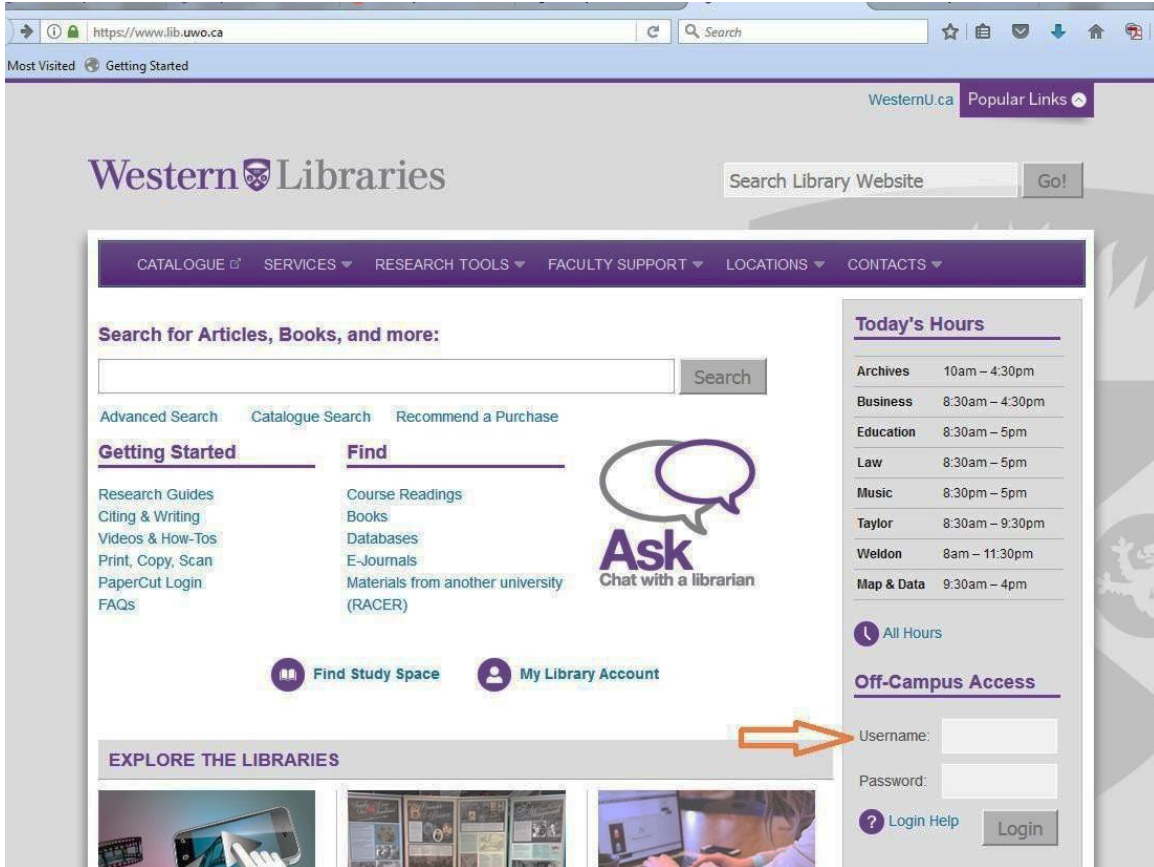 https://www.lib.uwo.ca
Search
Most Visited Getting Started
WesternU.ca Popular Links
Western Libraries
Search Library Website Go!
CATALOGUE SERVICES RESEARCH TOOLS FACULTY SUPPORT LOCATIONS CONTACTS
Search for Articles, Books, and more:
Search
Advanced Search Catalogue Search Recommend a Purchase
Getting Started
Research Guides
Citing & Writing
Videos & How-Tos
Print, Copy, Scan
PaperCut Login
FAQs
Find
Course Readings
Books
Databases
E-Journals
Materials from another university
(RACER)
Ask
Chat with a librarian
Find Study Space My Library Account
EXPLORE THE LIBRARIES
Today's Hours
Archives 10am – 4:30pm
Business 8:30am – 4:30pm
Education 8:30am – 5pm
Law 8:30am – 5pm
Music 8:30pm – 5pm
Taylor 8:30am – 9:30pm
Weldon 8am – 11:30pm
Map & Data 9:30am – 4pm
All Hours
Off-Campus Access
Username:
Password:
Login Help Login